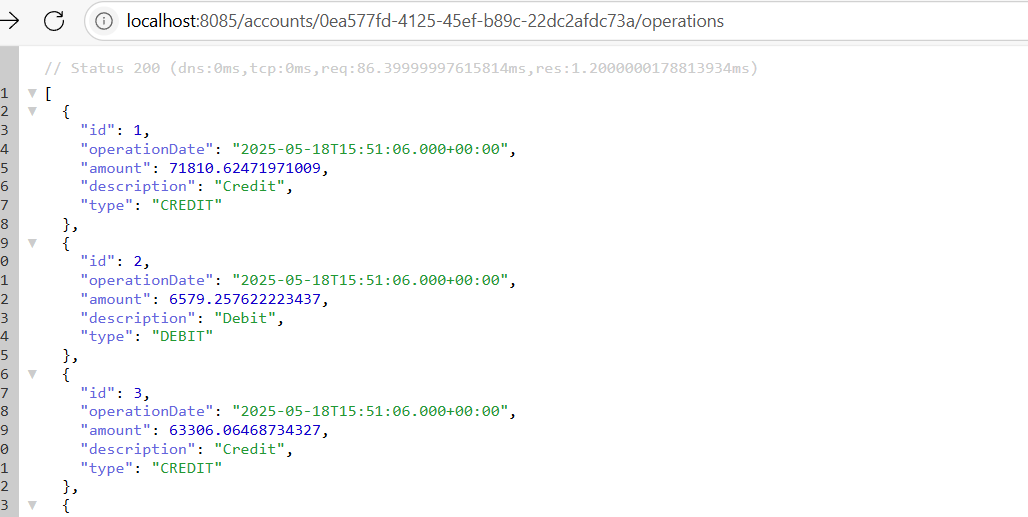 localhost:8085/accounts/0ea577fd-4125-45ef-b89c-22dc2afdc73a/operations
// Status 200 (dns:0ms,tcp:0ms,req:86.39999997615814ms,res:1.2000000178813934ms)
1 [
2 {
3 "id": 1,
4 "operationDate": "2025-05-18T15:51:06.000+00:00",
5 "amount": 71810.62471971009,
6 "description": "Credit",
7 "type": "CREDIT"
8 },
9 {
0 "id": 2,
1 "operationDate": "2025-05-18T15:51:06.000+00:00",
2 "amount": 6579.257622223437,
3 "description": "Debit",
4 "type": "DEBIT"
5 },
6 {
7 "id": 3,
8 "operationDate": "2025-05-18T15:51:06.000+00:00",
9 "amount": 63306.06468734327,
0 "description": "Credit",
1 "type": "CREDIT"
2 },
3 {